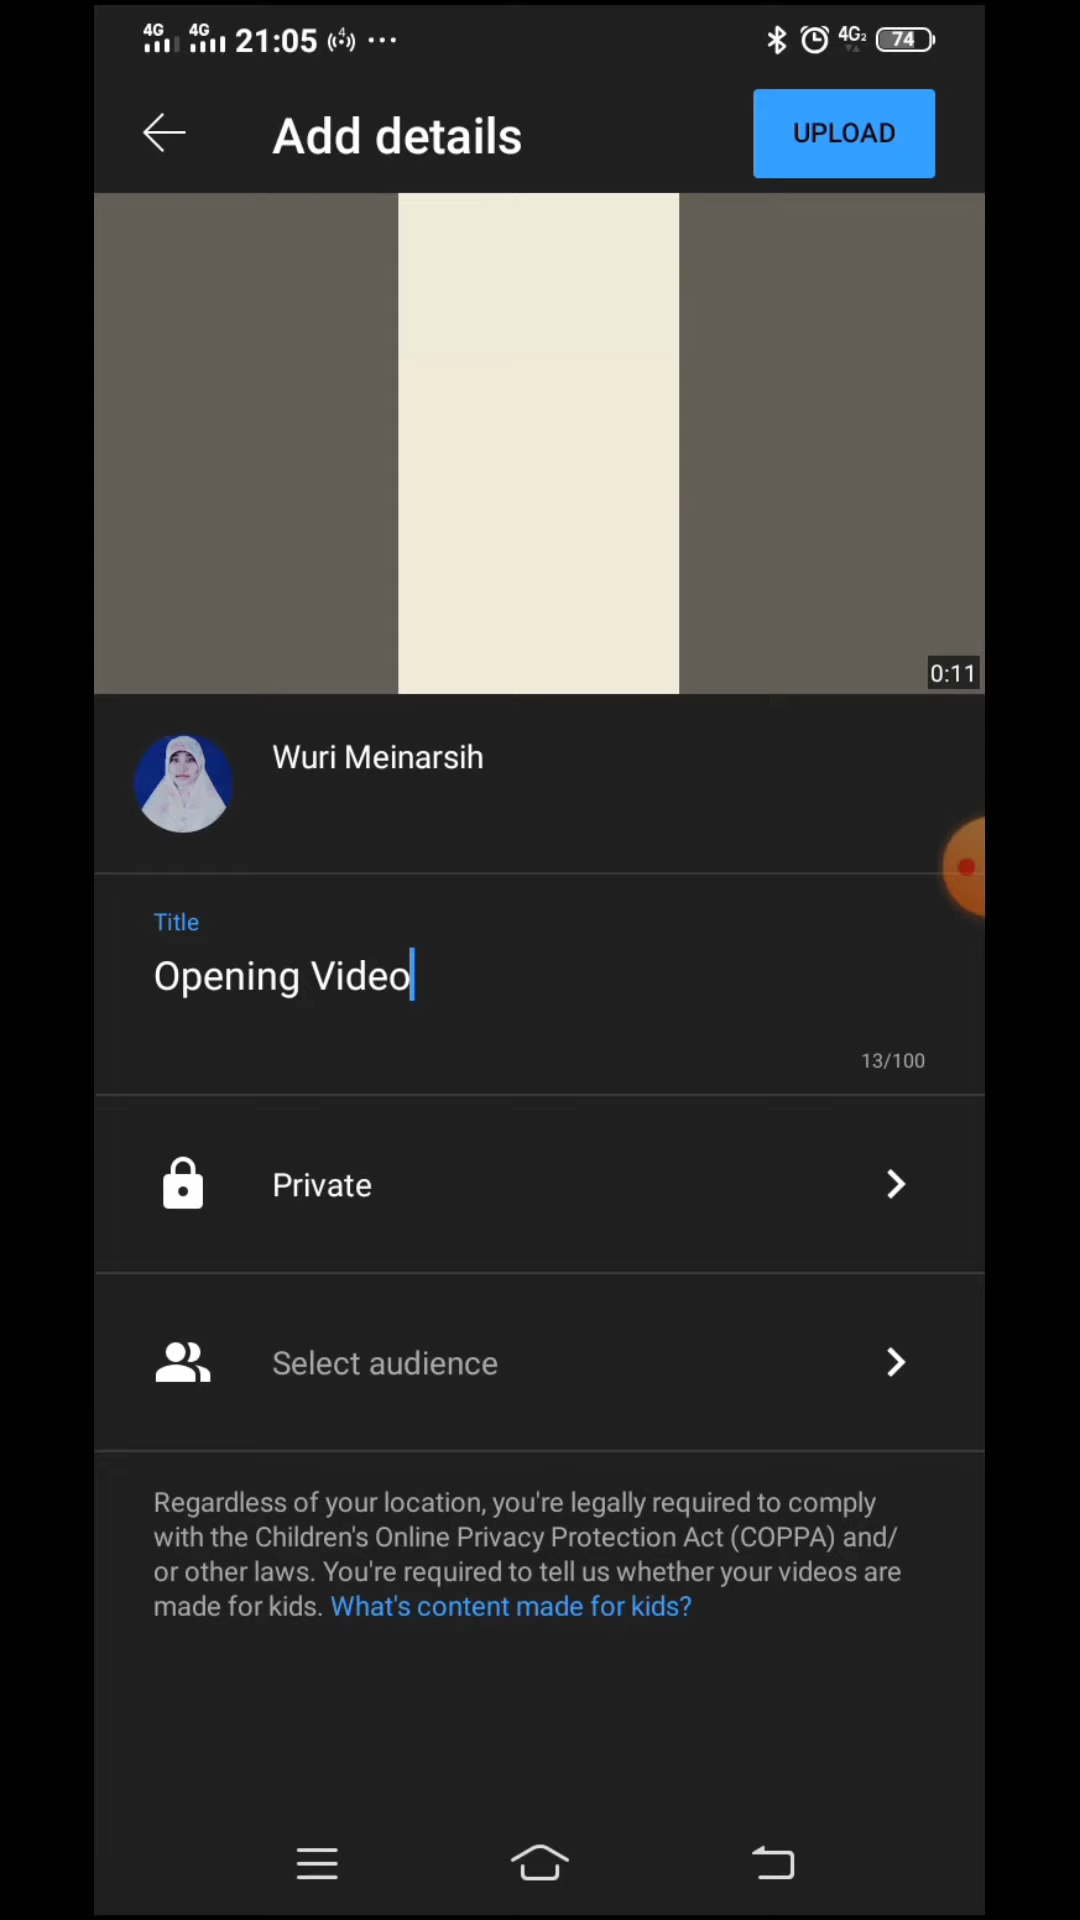 4G 4G 21:05 4G2 74
Add details
UPLOAD
0:11
Wuri Meinarsih
Title
Opening Video
13/100
Private
Select audience
Regardless of your location, you're legally required to comply
with the Children's Online Privacy Protection Act (COPPA) and/
or other laws. You're required to tell us whether your videos are
made for kids. What's content made for kids?